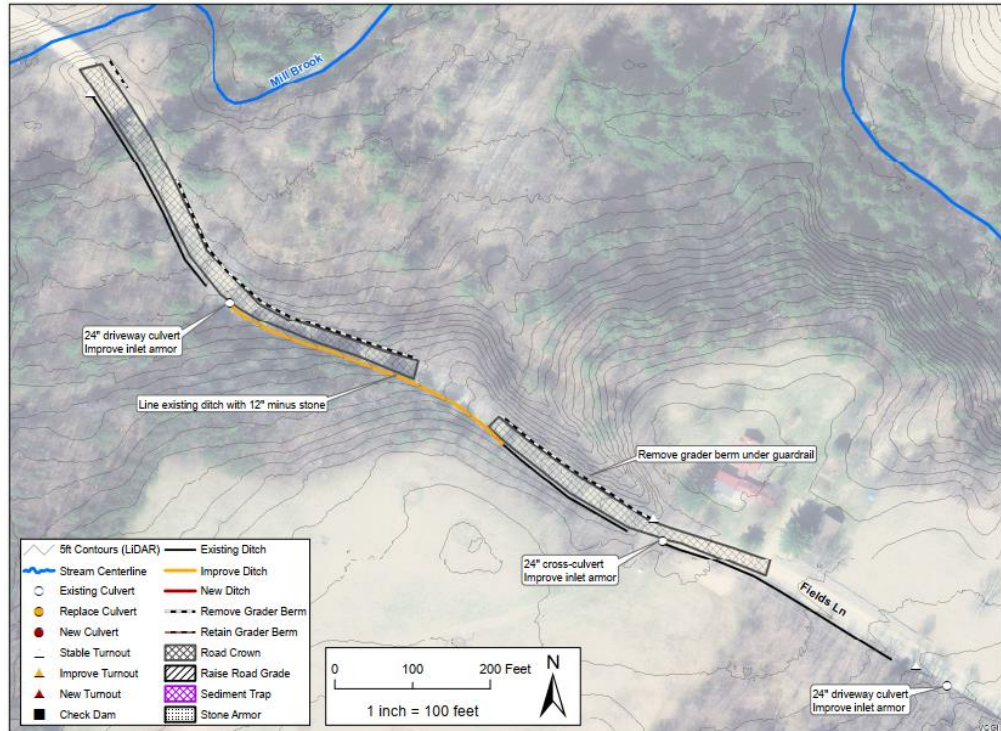 Mill Brook
24" driveway culvert
Improve inlet armor
Line existing ditch with 12" minus stone
Remove grader berm under guardrail
24" cross-culvert
Improve inlet armor
Fields Ln
24" driveway culvert
Improve inlet armor
5ft Contours (LiDAR)
Stream Centerline
Existing Culvert
Replace Culvert
New Culvert
Stable Turnout
Improve Turnout
New Turnout
Check Dam
Existing Ditch
Improve Ditch
New Ditch
Remove Grader Berm
Retain Grader Berm
Road Crown
Raise Road Grade
Sediment Trap
Stone Armor
0 100 200 Feet
1 inch = 100 feet
N
VCGI